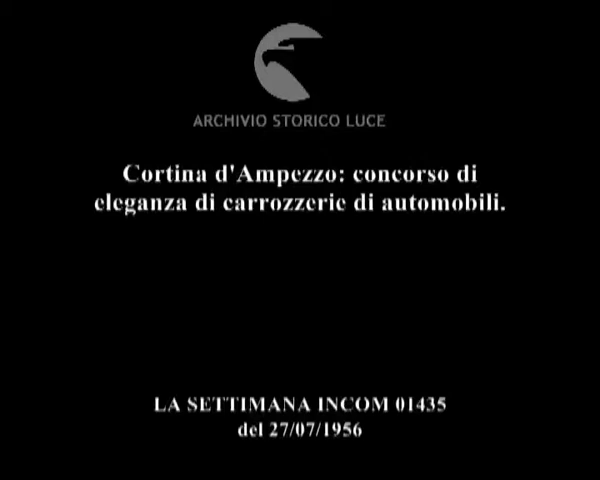 ARCHIVIO STORICO LUCE
Cortina d'Ampezzo: concorso di
eleganza di carrozzerie di automobili.
LA SETTIMANA INCOM 01435
del 27/07/1956